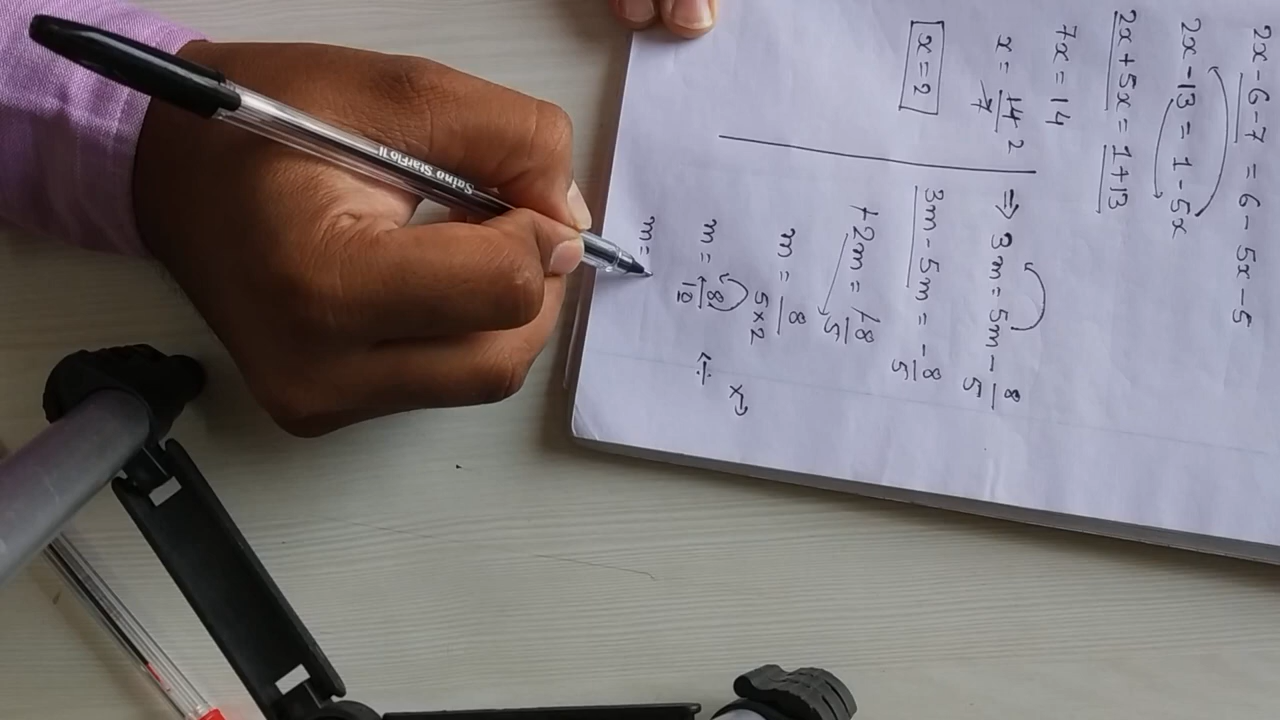 2x - 6 - 7 = 6 - 5x - 5
2x - 13 = 1 - 5x
2x + 5x = 1 + 13
7x = 14
x = 14/7 2
x = 2
⇒ 3m = 5m - 8/5
3m - 5m = -8/5
+2m = +8/5
m = 8/5×2
×→
m = 8/10
←÷
m =
Saino StarFlo II